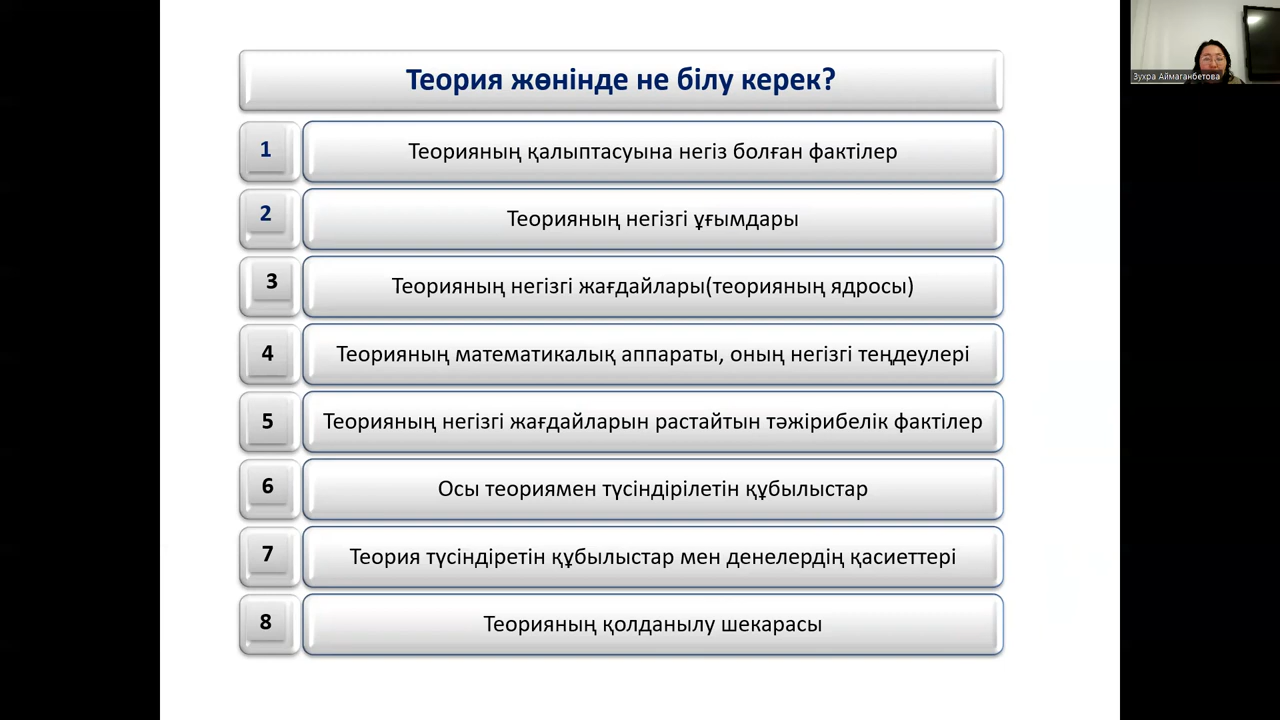 Теория жөнінде не білу керек?
1 Теорияның қалыптасуына негіз болған фактілер
2 Теорияның негізгі ұғымдары
3 Теорияның негізгі жағдайлары(теорияның ядросы)
4 Теорияның математикалық аппараты, оның негізгі теңдеулері
5 Теорияның негізгі жағдайларын растайтын тәжірибелік фактілер
6 Осы теориямен түсіндірілетін құбылыстар
7 Теория түсіндіретін құбылыстар мен денелердің қасиеттері
8 Теорияның қолданылу шекарасы
Зухра Аймаганбетова